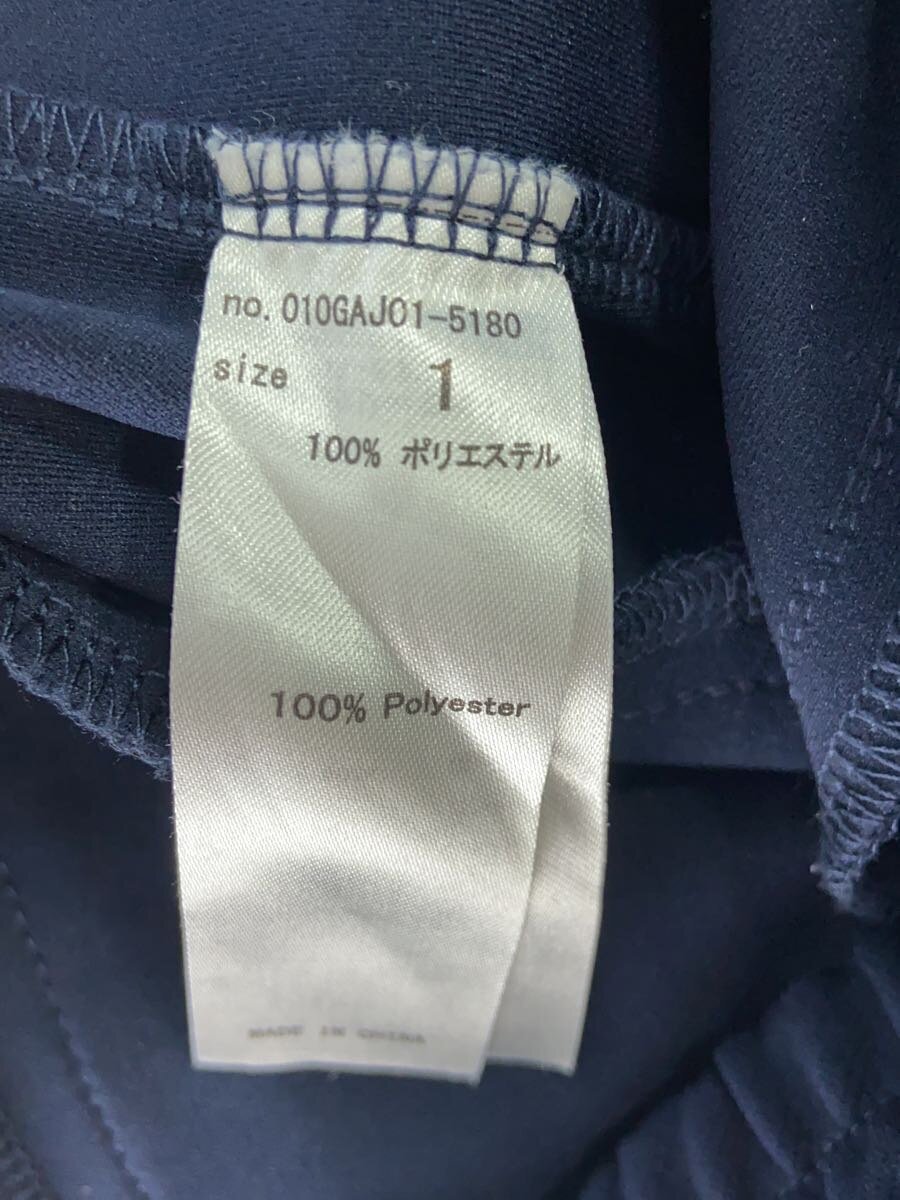 no. 010GAJ01-5180
size 1
100% ポリエステル
100% Polyester
MADE IN CHINA